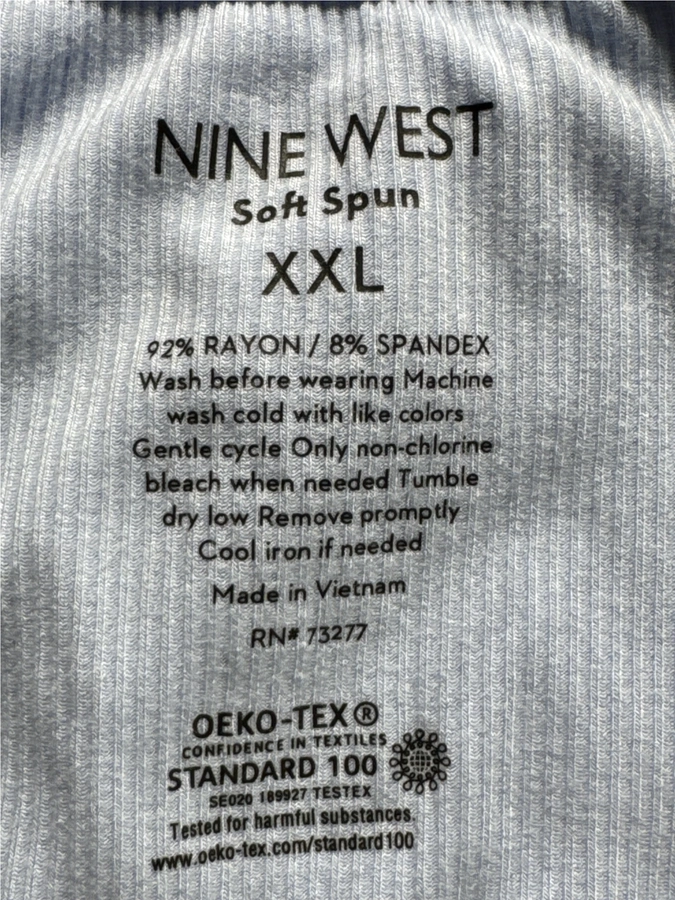 NINE WEST
Soft Spun
XXL
92% RAYON / 8% SPANDEX
Wash before wearing Machine
wash cold with like colors
Gentle cycle Only non-chlorine
bleach when needed Tumble
dry low Remove promptly
Cool iron if needed
Made in Vietnam
RN# 73277
OEKO-TEX®
CONFIDENCE IN TEXTILES
STANDARD 100
SE020 189927 TESTEX
Tested for harmful substances.
www.oeko-tex.com/standard100